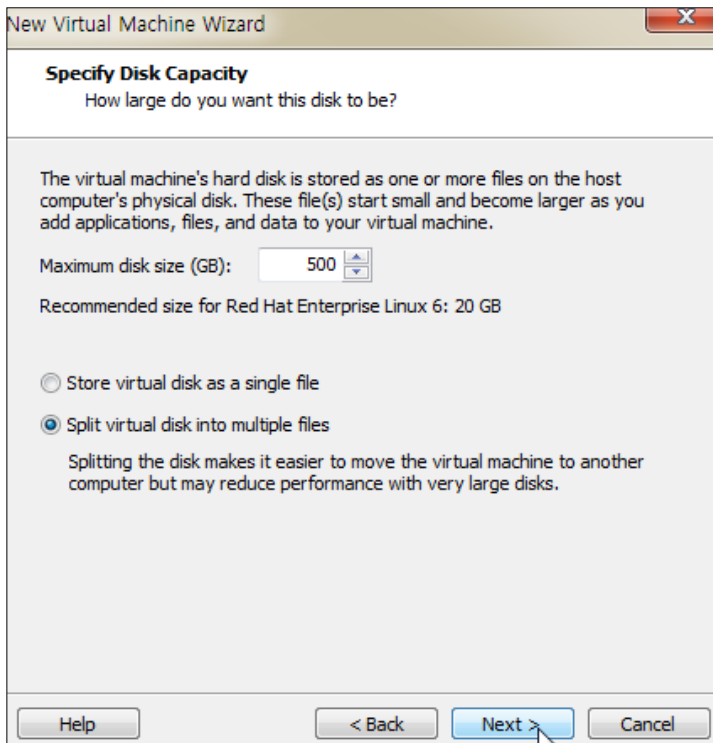 New Virtual Machine Wizard
Specify Disk Capacity
How large do you want this disk to be?
The virtual machine's hard disk is stored as one or more files on the host
computer's physical disk. These file(s) start small and become larger as you
add applications, files, and data to your virtual machine.
Maximum disk size (GB): 500
Recommended size for Red Hat Enterprise Linux 6: 20 GB
Store virtual disk as a single file
Split virtual disk into multiple files
Splitting the disk makes it easier to move the virtual machine to another
computer but may reduce performance with very large disks.
Help < Back Next > Cancel